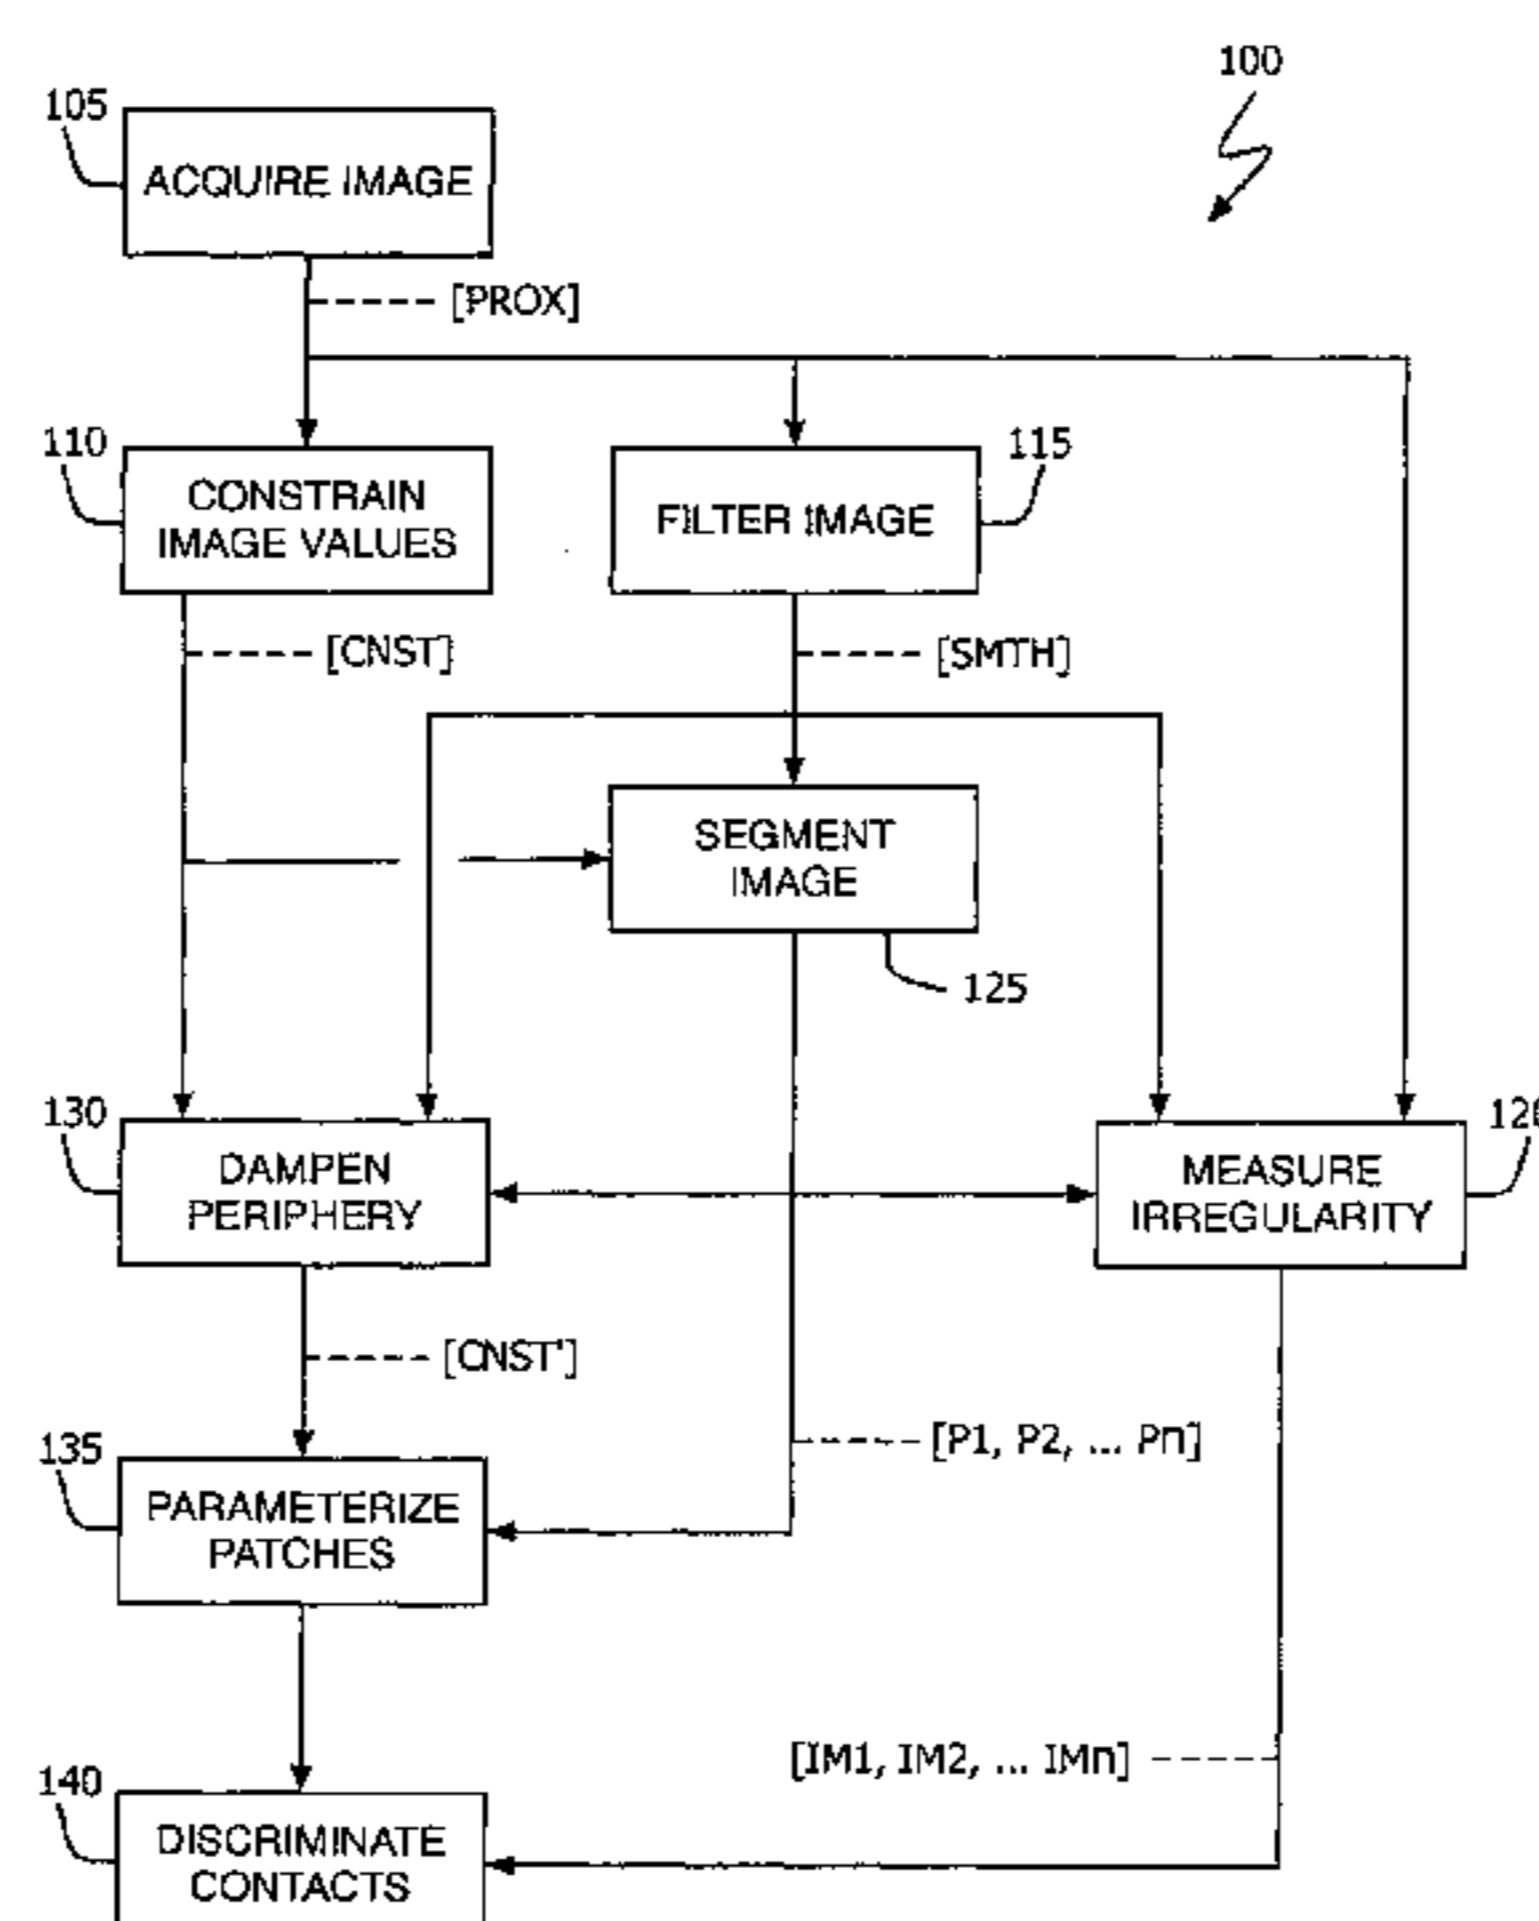 100
105
ACQUIRE IMAGE
[PROX]
110
CONSTRAIN
IMAGE VALUES
115
FILTER IMAGE
[CNST]
[SMTH]
SEGMENT
IMAGE
125
130
DAMPEN
PERIPHERY
MEASURE
IRREGULARITY
[CNST']
135
PARAMETERIZE
PATCHES
[P1, P2, ... Pn]
[IM1, IM2, ... IMn]
140
DISCRIMINATE
CONTACTS